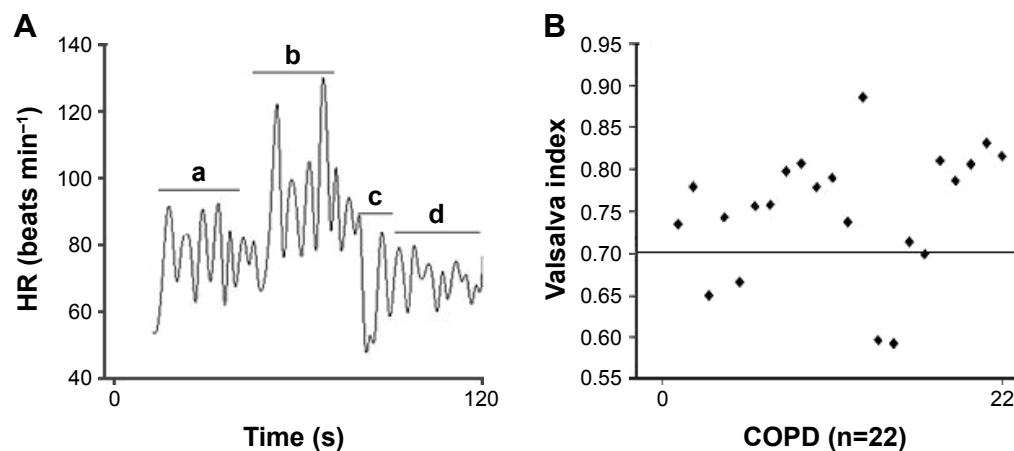 A
HR (beats min⁻¹)
140
120
100
80
60
40
a
b
c
d
0
120
Time (s)
B
Valsalva index
0.95
0.90
0.85
0.80
0.75
0.70
0.65
0.60
0.55
0
22
COPD (n=22)